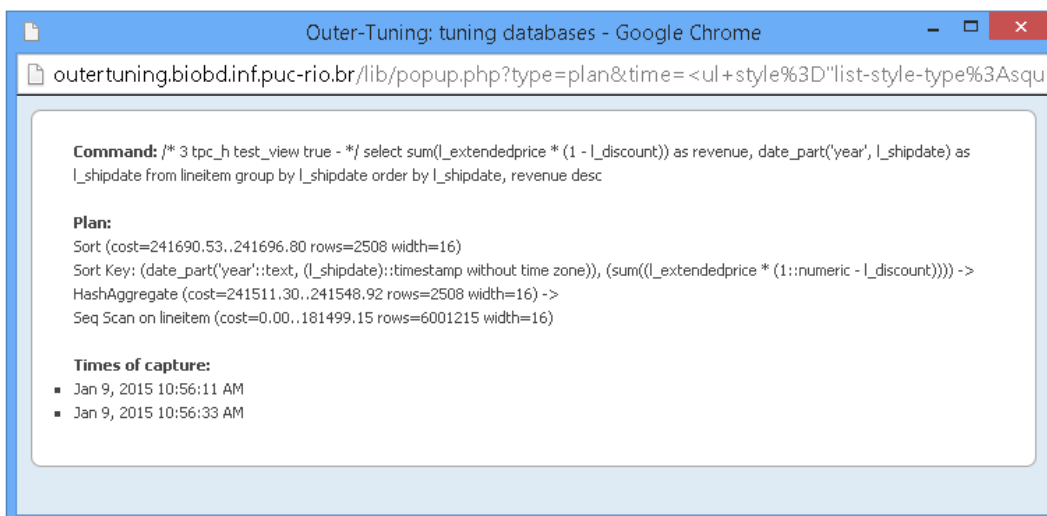 Outer-Tuning: tuning databases - Google Chrome
outertuning.biobd.inf.puc-rio.br/lib/popup.php?type=plan&time=<ul+style%3D"list-style-type%3Asqu
Command: /* 3 tpc_h test_view true - */ select sum(l_extendedprice * (1 - l_discount)) as revenue, date_part('year', l_shipdate) as
l_shipdate from lineitem group by l_shipdate order by l_shipdate, revenue desc
Plan:
Sort (cost=241690.53..241696.80 rows=2508 width=16)
Sort Key: (date_part('year'::text, (l_shipdate)::timestamp without time zone)), (sum((l_extendedprice * (1::numeric - l_discount)))) ->
HashAggregate (cost=241511.30..241548.92 rows=2508 width=16) ->
Seq Scan on lineitem (cost=0.00..181499.15 rows=6001215 width=16)
Times of capture:
▪ Jan 9, 2015 10:56:11 AM
▪ Jan 9, 2015 10:56:33 AM